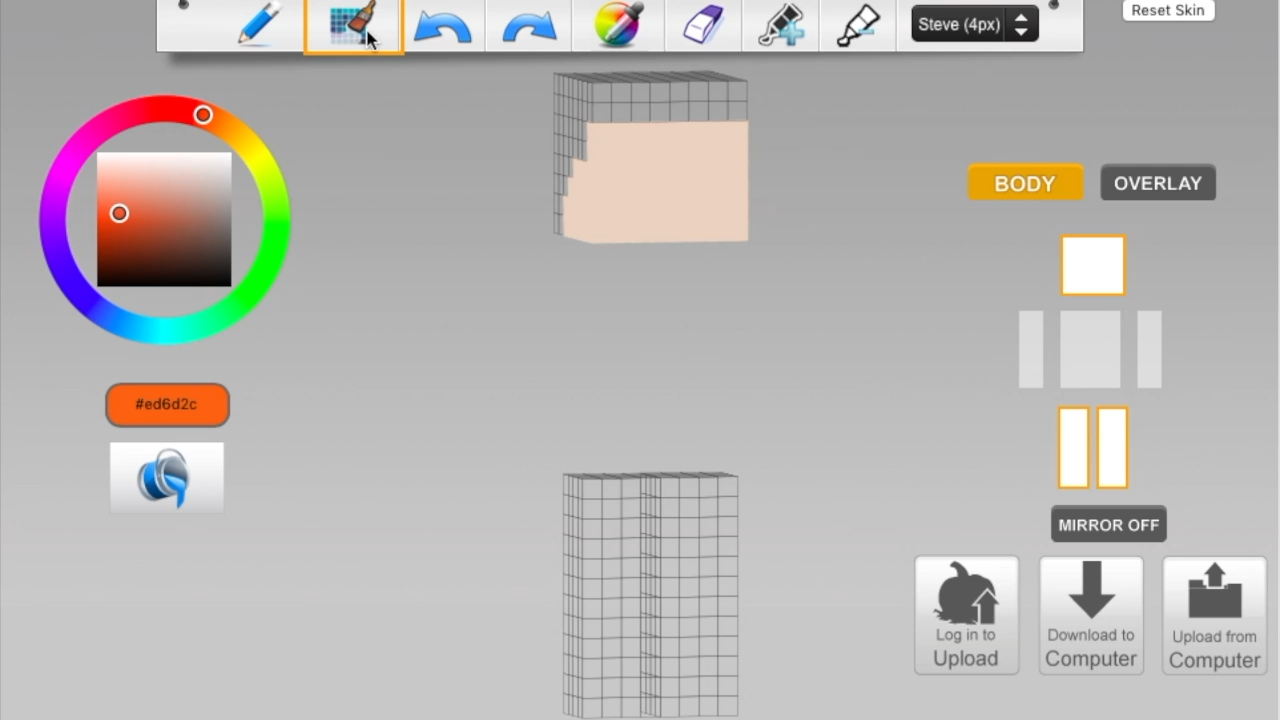 Steve (4px)
Reset Skin
BODY
OVERLAY
#ed6d2c
MIRROR OFF
Log in to
Upload
Download to
Computer
Upload from
Computer